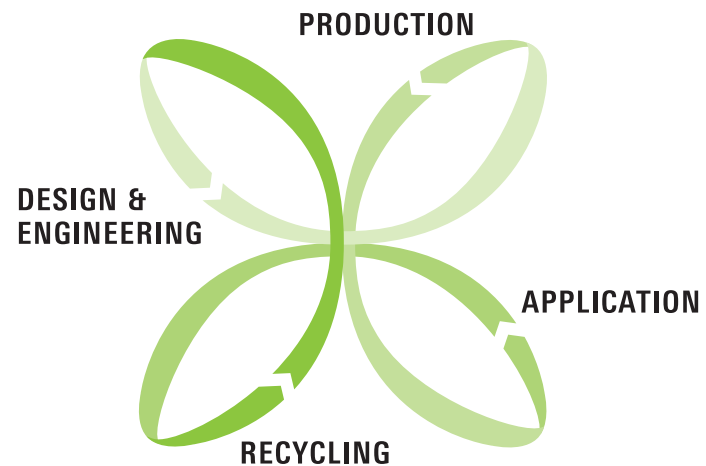 PRODUCTION
DESIGN &
ENGINEERING
APPLICATION
RECYCLING